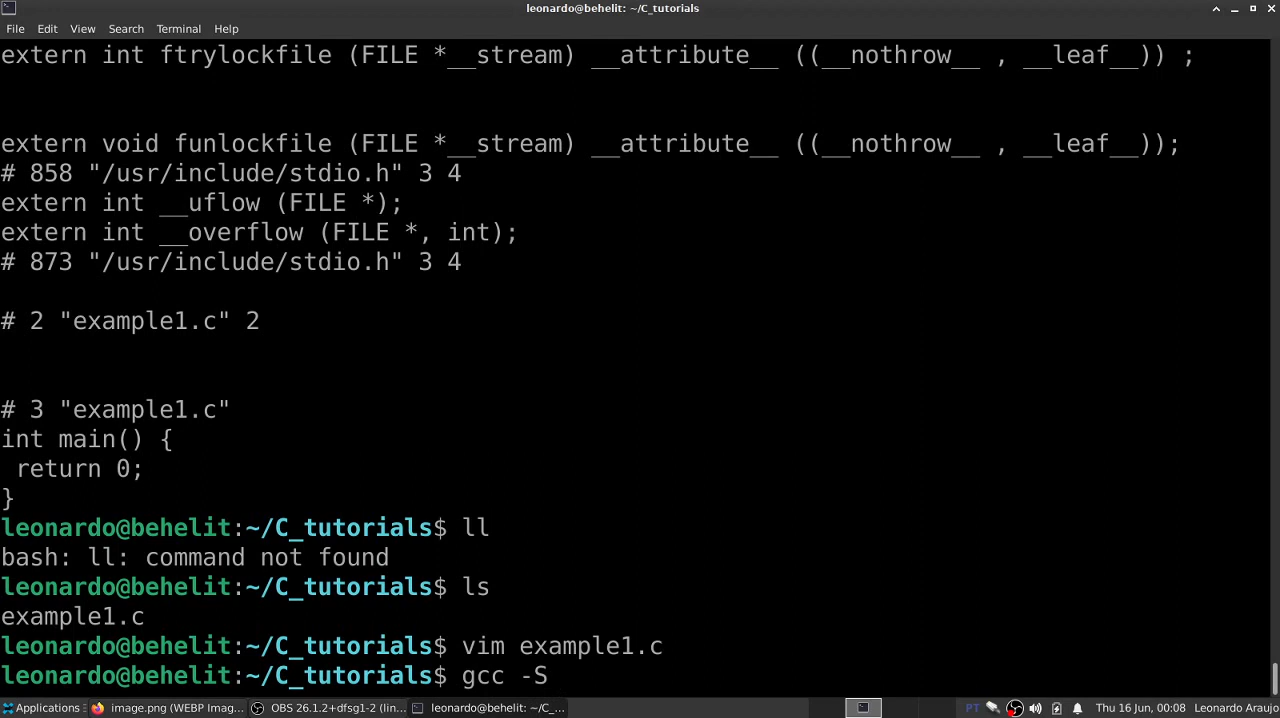 leonardo@behelit: ~/C_tutorials
File Edit View Search Terminal Help
extern int ftrylockfile (FILE *__stream) __attribute__ ((__nothrow__ , __leaf__)) ;
extern void funlockfile (FILE *__stream) __attribute__ ((__nothrow__ , __leaf__));
# 858 "/usr/include/stdio.h" 3 4
extern int __uflow (FILE *);
extern int __overflow (FILE *, int);
# 873 "/usr/include/stdio.h" 3 4
# 2 "example1.c" 2
# 3 "example1.c"
int main() {
 return 0;
}
leonardo@behelit:~/C_tutorials$ ll
bash: ll: command not found
leonardo@behelit:~/C_tutorials$ ls
example1.c
leonardo@behelit:~/C_tutorials$ vim example1.c
leonardo@behelit:~/C_tutorials$ gcc -S
Applications image.png (WEBP Imag... OBS 26.1.2+dfsg1-2 (lin... leonardo@behelit: ~/C_... PT Thu 16 Jun, 00:08 Leonardo Araujo